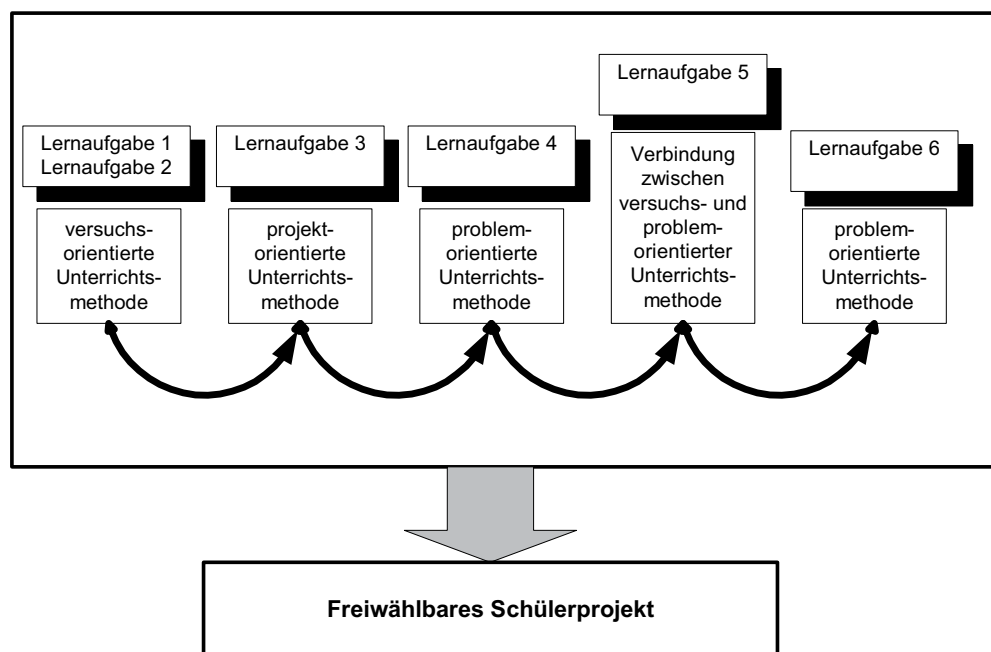 Lernaufgabe 1
Lernaufgabe 2
versuchs-
orientierte
Unterrichts-
methode
Lernaufgabe 3
projekt-
orientierte
Unterrichts-
methode
Lernaufgabe 4
problem-
orientierte
Unterrichts-
methode
Lernaufgabe 5
Verbindung
zwischen
versuchs- und
problem-
orientierter
Unterrichts-
methode
Lernaufgabe 6
problem-
orientierte
Unterrichts-
methode
Freiwählbares Schülerprojekt